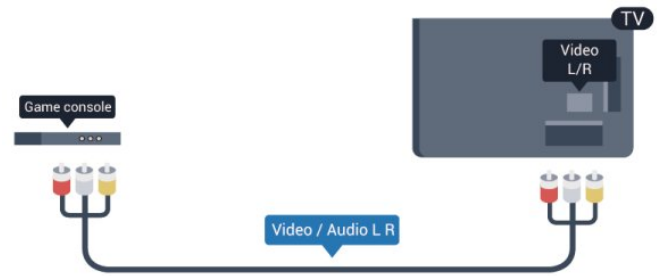 TV
Video
L/R
Game console
Video / Audio L R